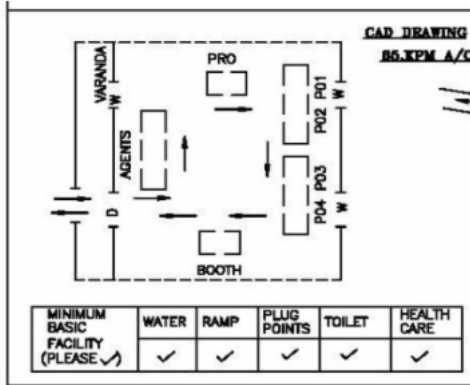 CAD DRAWING
85.KPM A/C
PRO
VARANDA
W
W
P01
P02
AGENTS
P03
P04
W
D
BOOTH
MINIMUM BASIC FACILITY (PLEASE ✓)
WATER
RAMP
PLUG POINTS
TOILET
HEALTH CARE
✓ ✓ ✓ ✓ ✓